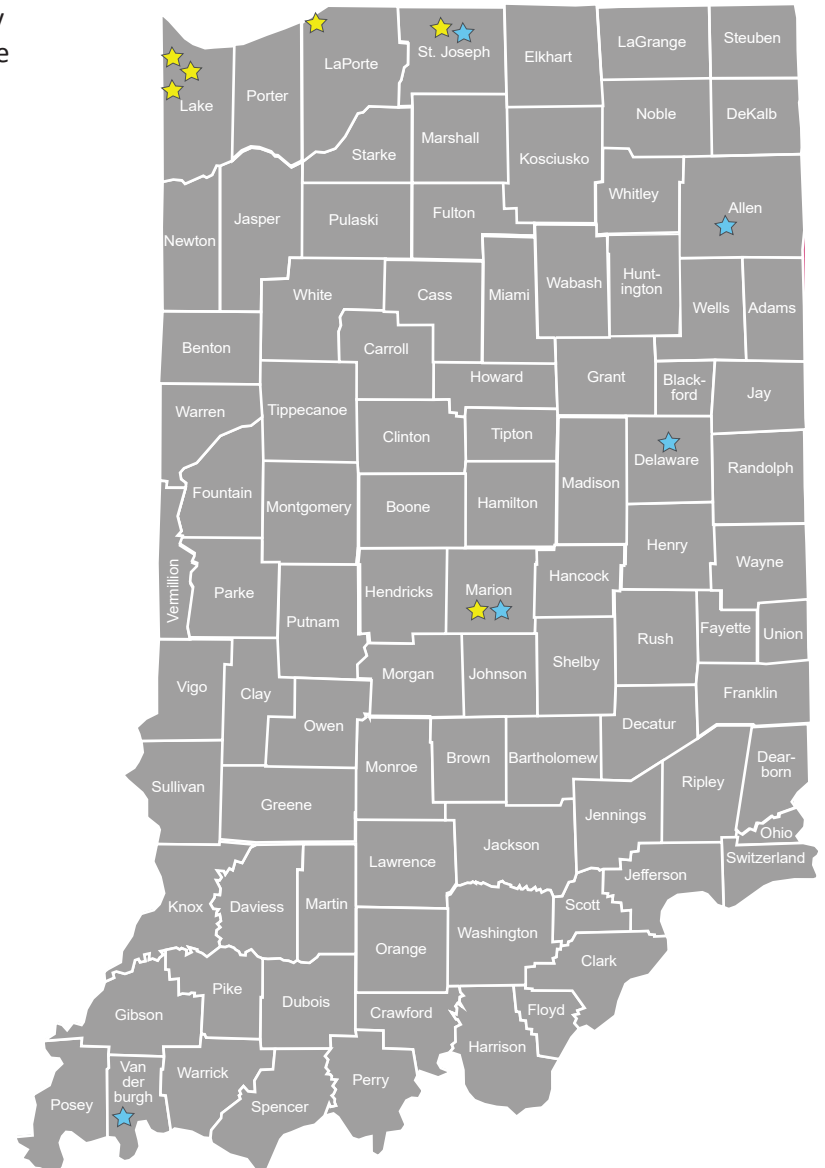 y
e
LaGrange
Steuben
St. Joseph
Elkhart
LaPorte
Porter
Lake
Noble
DeKalb
Marshall
Starke
Kosciusko
Whitley
Allen
Newton
Jasper
Pulaski
Fulton
White
Cass
Miami
Wabash
Hunt-
ington
Wells
Adams
Benton
Carroll
Howard
Grant
Black-
ford
Jay
Warren
Tippecanoe
Clinton
Tipton
Delaware
Randolph
Fountain
Montgomery
Boone
Hamilton
Madison
Henry
Wayne
Vermillion
Parke
Putnam
Hendricks
Marion
Hancock
Rush
Fayette
Union
Vigo
Clay
Owen
Morgan
Johnson
Shelby
Decatur
Franklin
Sullivan
Greene
Monroe
Brown
Bartholomew
Jennings
Ripley
Dear-
born
Ohio
Switzerland
Jefferson
Knox
Daviess
Martin
Lawrence
Jackson
Scott
Washington
Orange
Clark
Gibson
Pike
Dubois
Crawford
Floyd
Harrison
Posey
Van
der
burgh
Warrick
Spencer
Perry